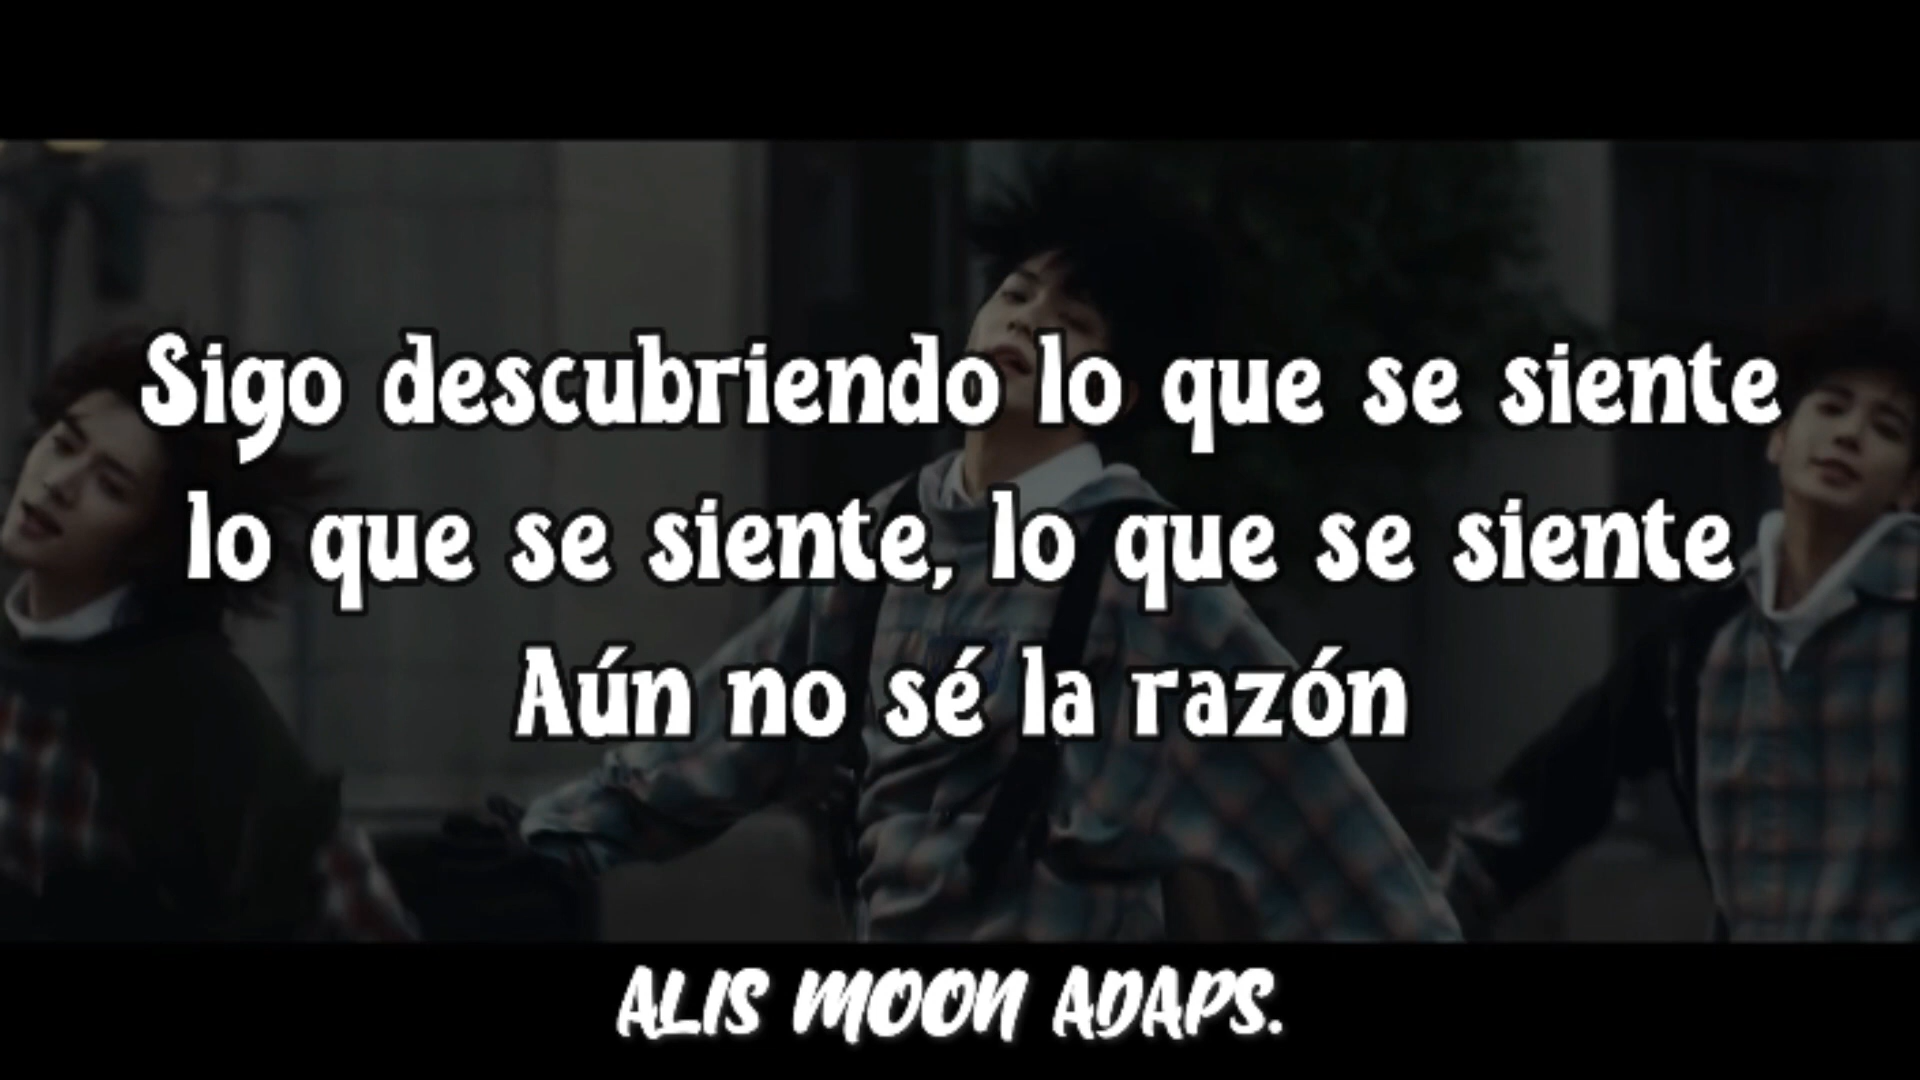 Sigo descubriendo lo que se siente
lo que se siente, lo que se siente
Aún no sé la razón
ALIS MOON ADAPS.